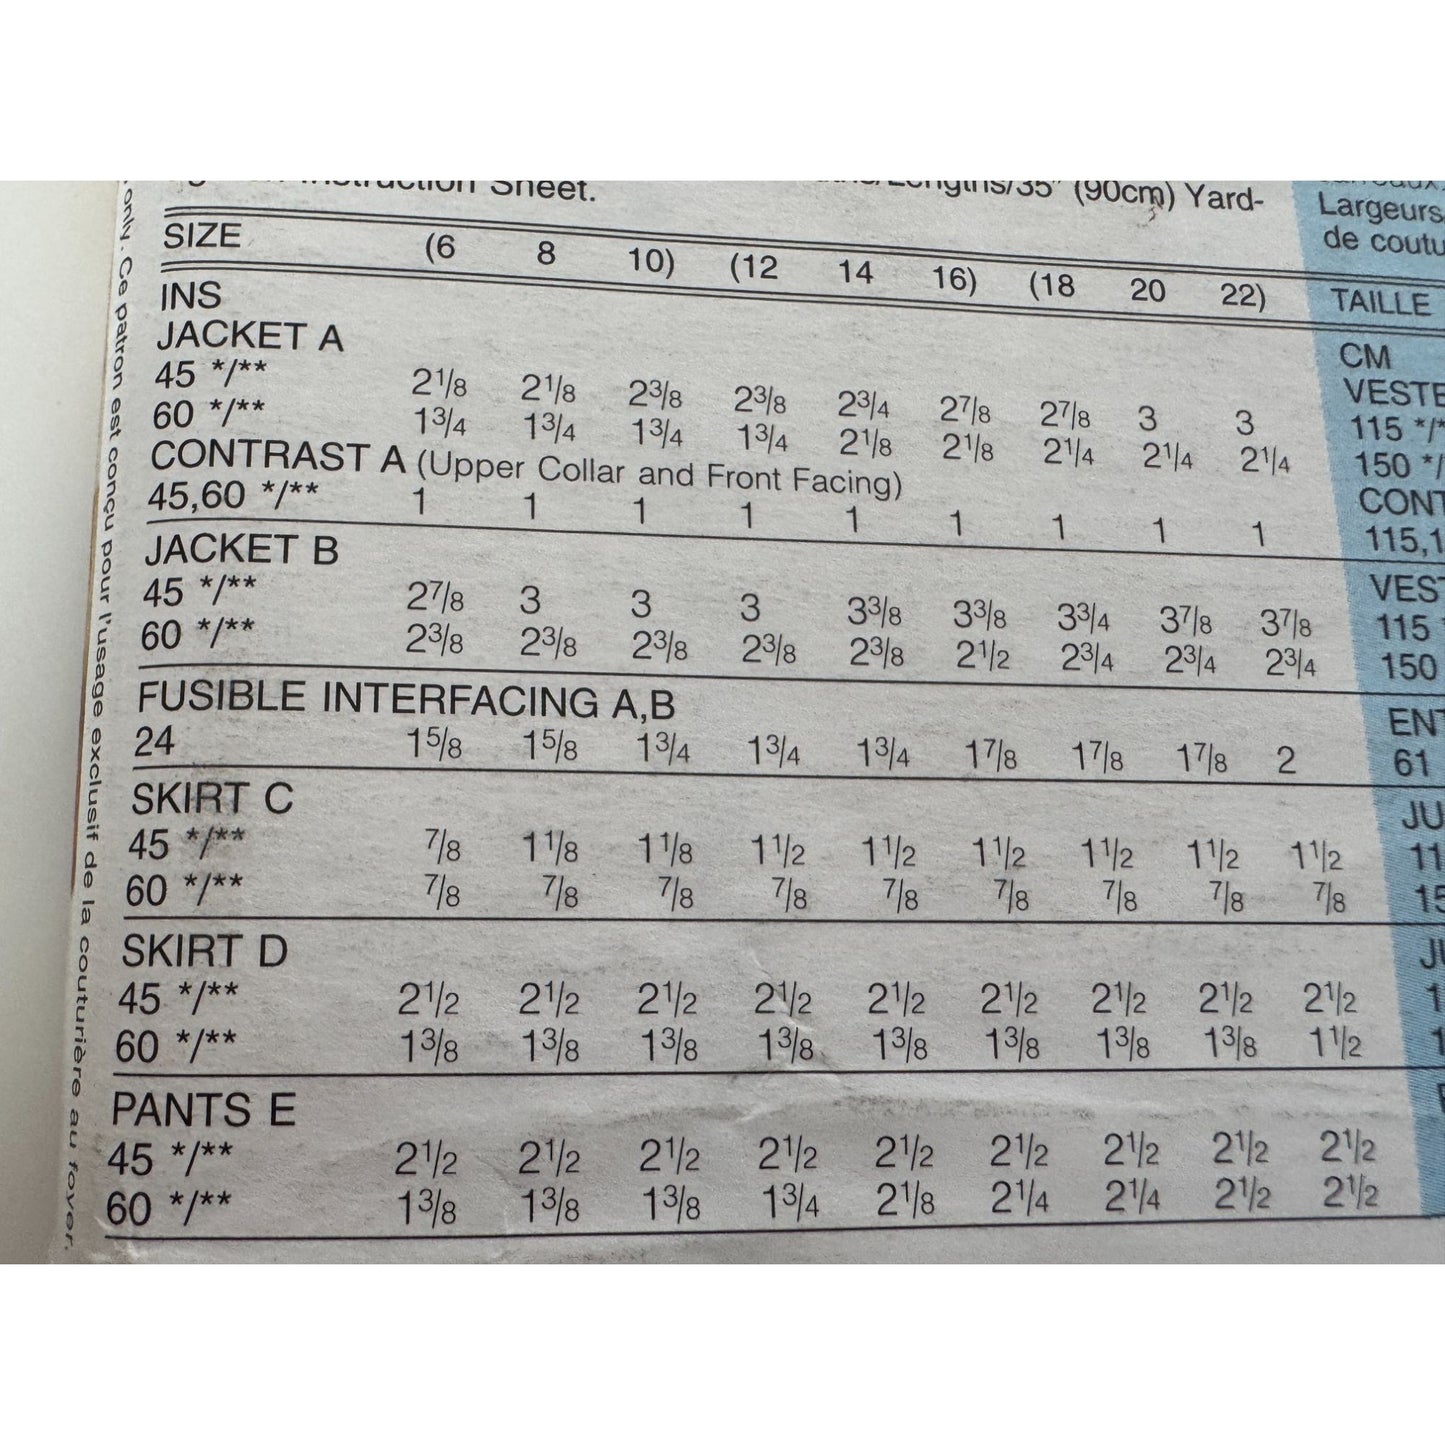 Instruction Sheet.
Lengths/35" (90cm) Yard-
SIZE (6 8 10) (12 14 16) (18 20 22)
INS
JACKET A
45 */** 2 1/8 2 1/8 2 3/8 2 3/8 2 3/4 2 7/8 2 7/8 3 3
60 */** 1 3/4 1 3/4 1 3/4 1 3/4 2 1/8 2 1/8 2 1/4 2 1/4 2 1/4
CONTRAST A (Upper Collar and Front Facing)
45,60 */** 1 1 1 1 1 1 1 1 1
JACKET B
45 */** 2 7/8 3 3 3 3 3/8 3 3/8 3 3/4 3 7/8 3 7/8
60 */** 2 3/8 2 3/8 2 3/8 2 3/8 2 3/8 2 1/2 2 3/4 2 3/4 2 3/4
FUSIBLE INTERFACING A,B
24 1 5/8 1 5/8 1 3/4 1 3/4 1 3/4 1 7/8 1 7/8 1 7/8 2
SKIRT C
45 */** 7/8 1 1/8 1 1/8 1 1/2 1 1/2 1 1/2 1 1/2 1 1/2 1 1/2
60 */** 7/8 7/8 7/8 7/8 7/8 7/8 7/8 7/8 7/8
SKIRT D
45 */** 2 1/2 2 1/2 2 1/2 2 1/2 2 1/2 2 1/2 2 1/2 2 1/2 2 1/2
60 */** 1 3/8 1 3/8 1 3/8 1 3/8 1 3/8 1 3/8 1 3/8 1 3/8 1 1/2
PANTS E
45 */** 2 1/2 2 1/2 2 1/2 2 1/2 2 1/2 2 1/2 2 1/2 2 1/2 2 1/2
60 */** 1 3/8 1 3/8 1 3/8 1 3/4 2 1/8 2 1/4 2 1/4 2 1/2 2 1/2
only. Ce patron est conçu pour l'usage exclusif de la couturière au foyer.
Largeurs
de coutu
TAILLE
CM
VESTE
115 */*
150 */
CONT
115,1
VEST
115
150
ENT
61
JU
11
15
JU
1
1